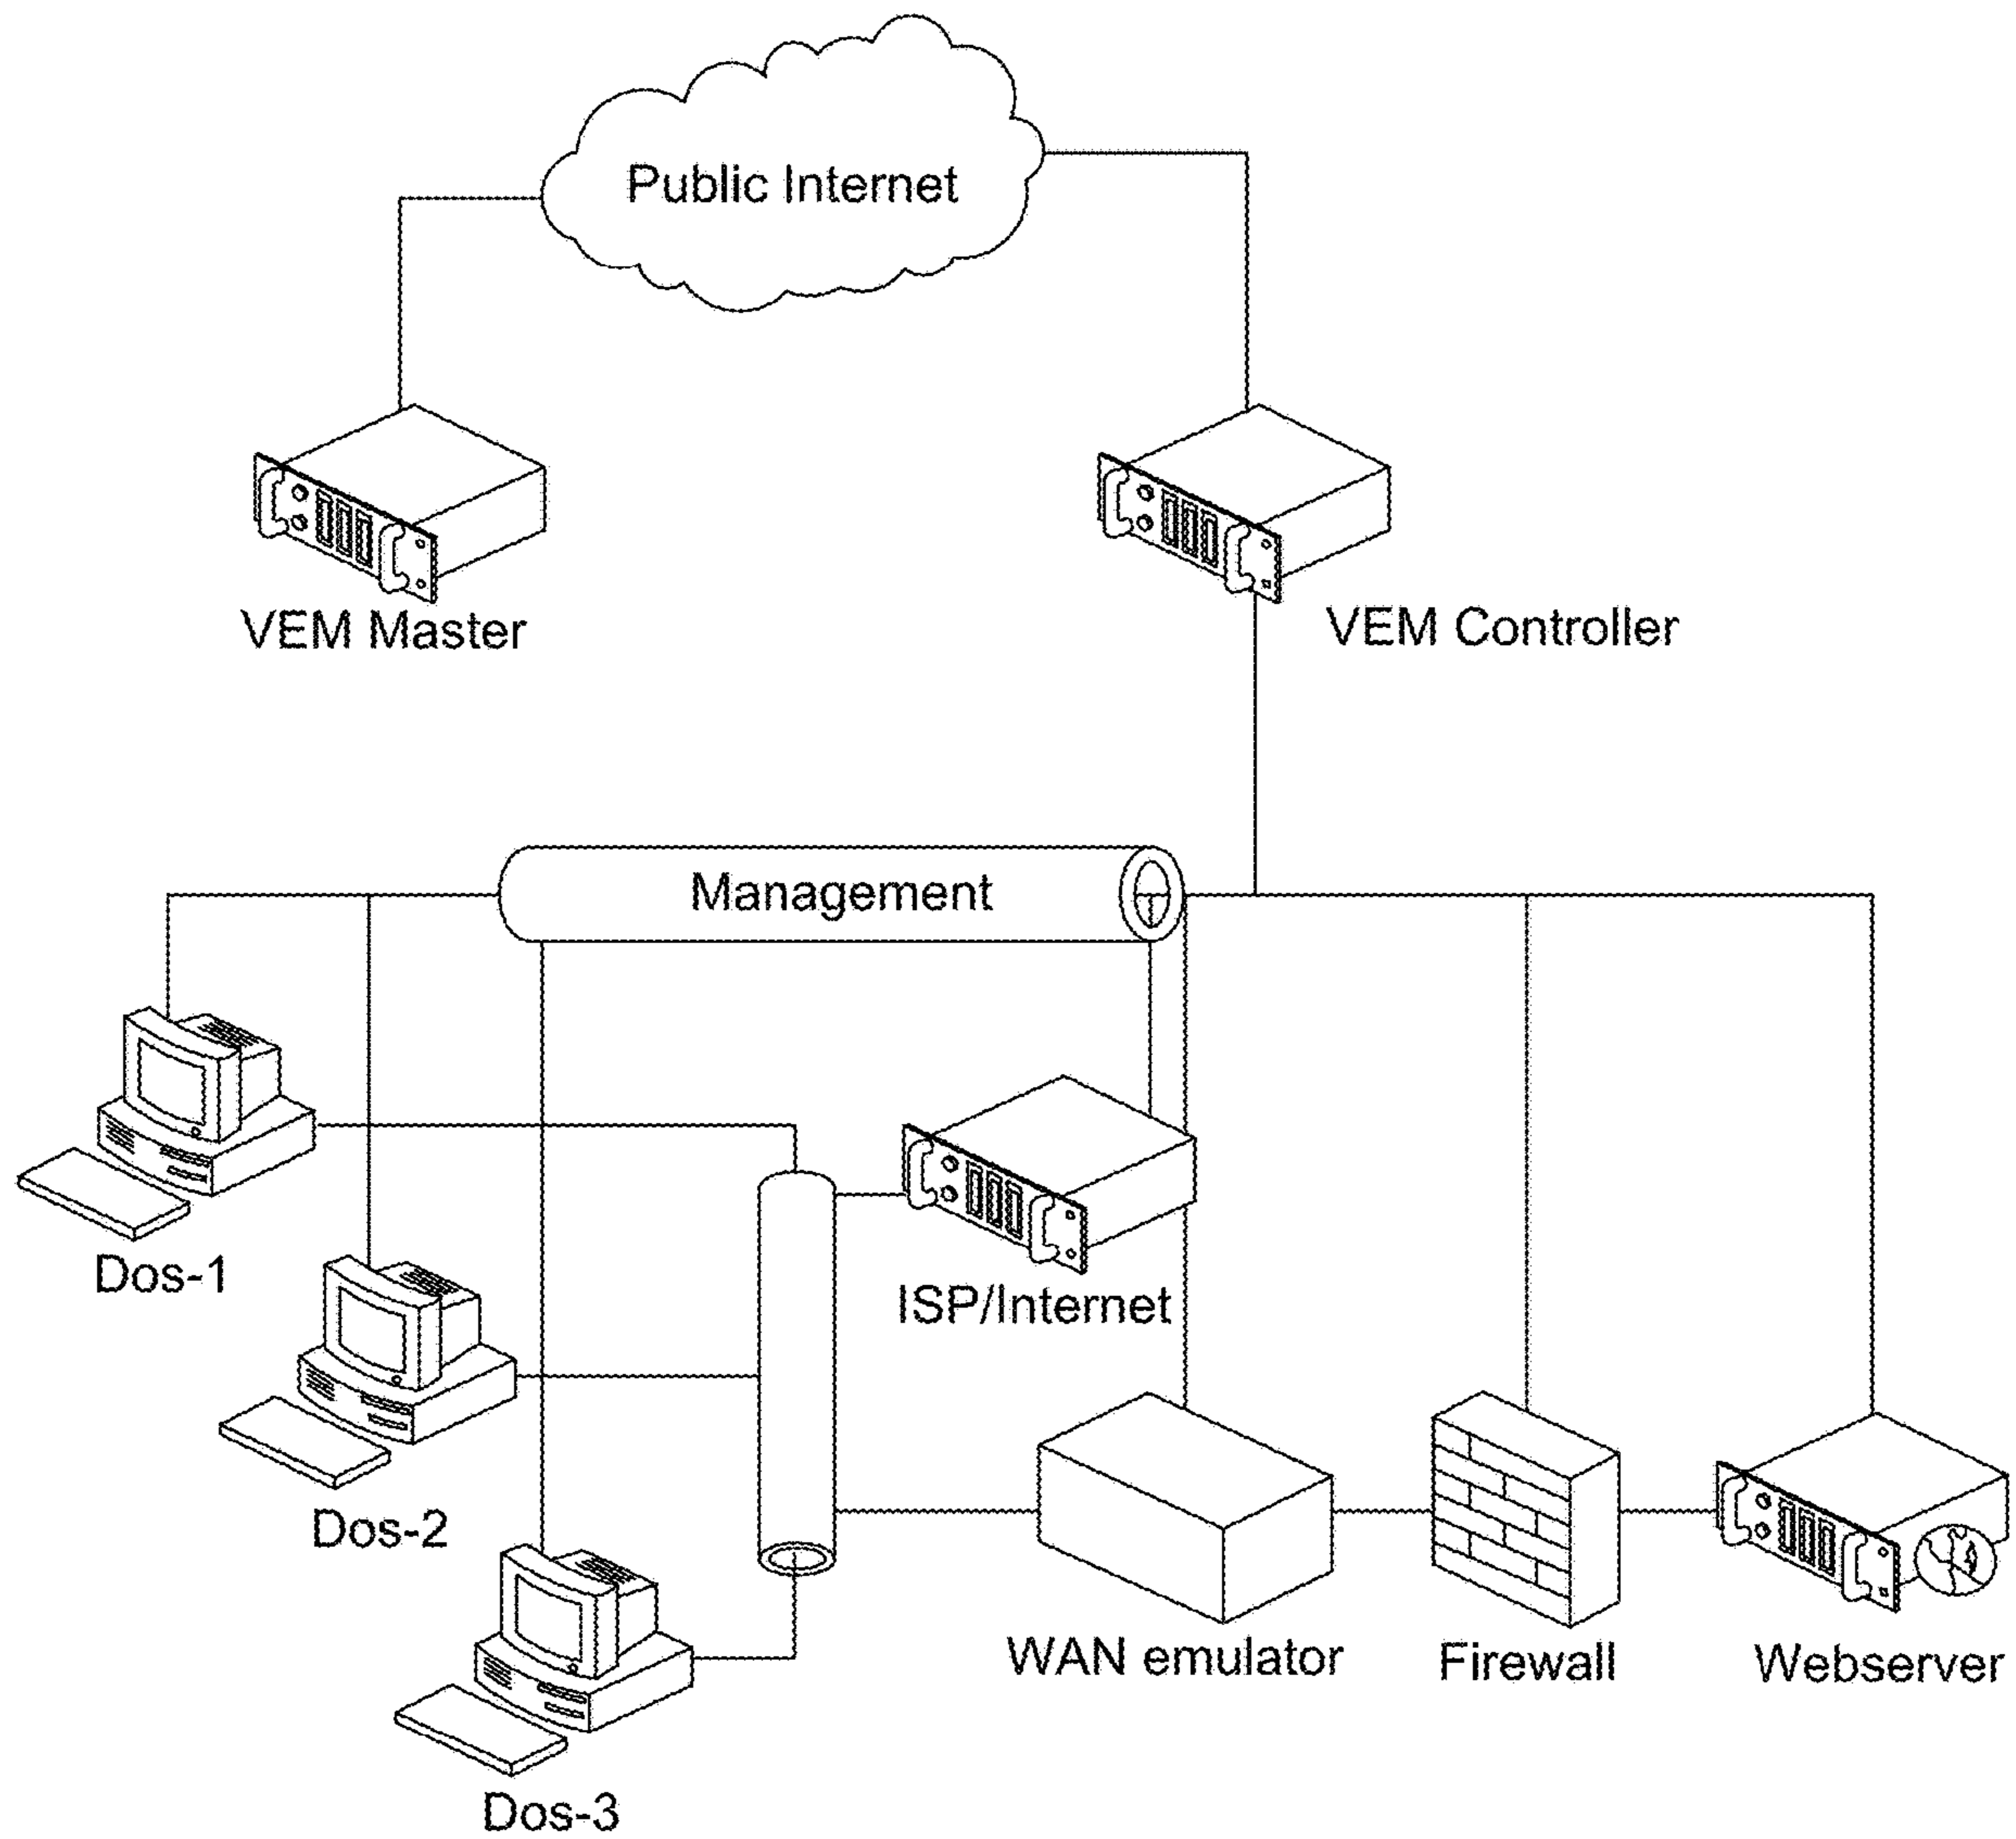 Public Internet
VEM Master
VEM Controller
Management
Dos-1
ISP/Internet
Dos-2
WAN emulator
Firewall
Webserver
Dos-3